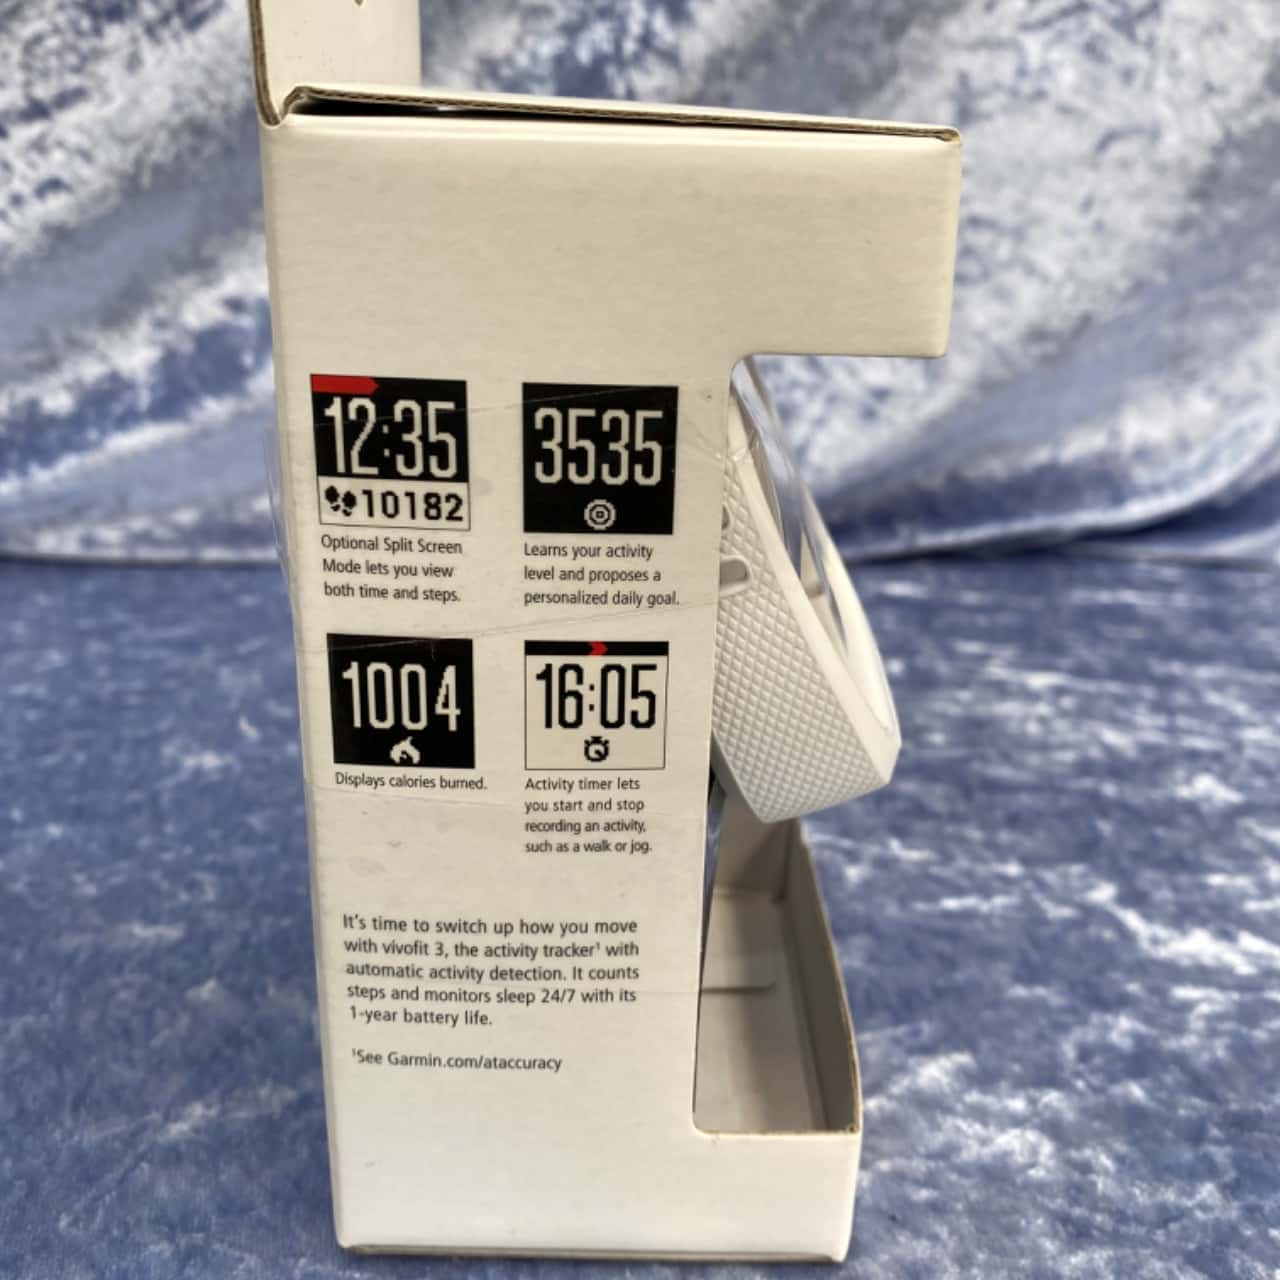 12:35
10182
Optional Split Screen
Mode lets you view
both time and steps.
3535
Learns your activity
level and proposes a
personalized daily goal.
1004
Displays calories burned.
16:05
Activity timer lets
you start and stop
recording an activity,
such as a walk or jog.
It's time to switch up how you move
with vivofit 3, the activity tracker¹ with
automatic activity detection. It counts
steps and monitors sleep 24/7 with its
1-year battery life.
¹See Garmin.com/ataccuracy